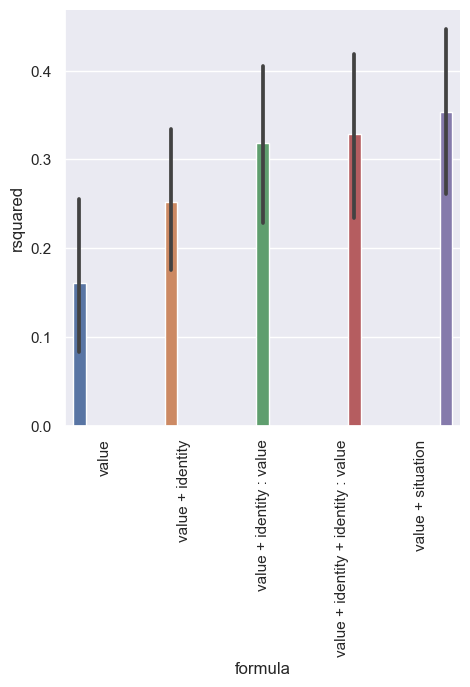 rsquared
0.4
0.3
0.2
0.1
0.0
value
value + identity
value + identity : value
value + identity + identity : value
value + situation
formula